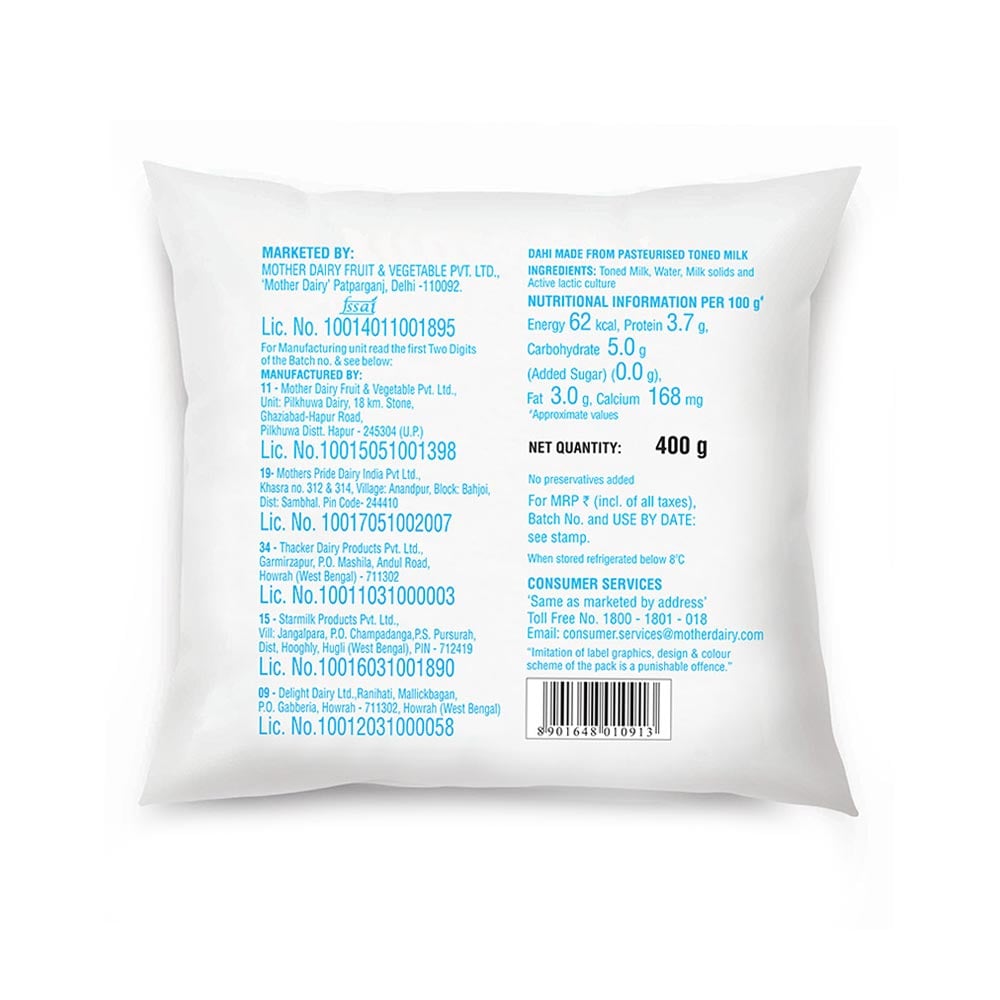 MARKETED BY:
MOTHER DAIRY FRUIT & VEGETABLE PVT. LTD.,
'Mother Dairy' Patparganj, Delhi -110092.
fssai
Lic. No. 10014011001895
For Manufacturing unit read the first Two Digits
of the Batch no. & see below:
MANUFACTURED BY:
11 - Mother Dairy Fruit & Vegetable Pvt. Ltd.,
Unit: Pilkhuwa Dairy, 18 km. Stone,
Ghaziabad-Hapur Road,
Pilkhuwa Distt. Hapur - 245304 (U.P.)
Lic. No.10015051001398
19- Mothers Pride Dairy India Pvt Ltd.,
Khasra no. 312 & 314, Village: Anandpur, Block: Bahjoi,
Dist: Sambhal. Pin Code- 244410
Lic. No. 10017051002007
34 - Thacker Dairy Products Pvt. Ltd.,
Garmirzapur, P.O. Mashila, Andul Road,
Howrah (West Bengal) - 711302
Lic. No.10011031000003
15 - Starmilk Products Pvt. Ltd.,
Vill: Jangalpara, P.O. Champadanga,P.S. Pursurah,
Dist, Hooghly, Hugli (West Bengal), PIN - 712419
Lic. No.10016031001890
09 - Delight Dairy Ltd.,Ranihati, Mallickbagan,
P.O. Gabberia, Howrah - 711302, Howrah (West Bengal)
Lic. No.10012031000058
DAHI MADE FROM PASTEURISED TONED MILK
INGREDIENTS: Toned Milk, Water, Milk solids and
Active lactic culture
NUTRITIONAL INFORMATION PER 100 g*
Energy 62 kcal, Protein 3.7 g,
Carbohydrate 5.0 g
(Added Sugar) (0.0 g),
Fat 3.0 g, Calcium 168 mg
*Approximate values
NET QUANTITY: 400 g
No preservatives added
For MRP ₹ (incl. of all taxes),
Batch No. and USE BY DATE:
see stamp.
When stored refrigerated below 8°C
CONSUMER SERVICES
'Same as marketed by address'
Toll Free No. 1800 - 1801 - 018
Email: consumer.services@motherdairy.com
"Imitation of label graphics, design & colour
scheme of the pack is a punishable offence."
8901648010913